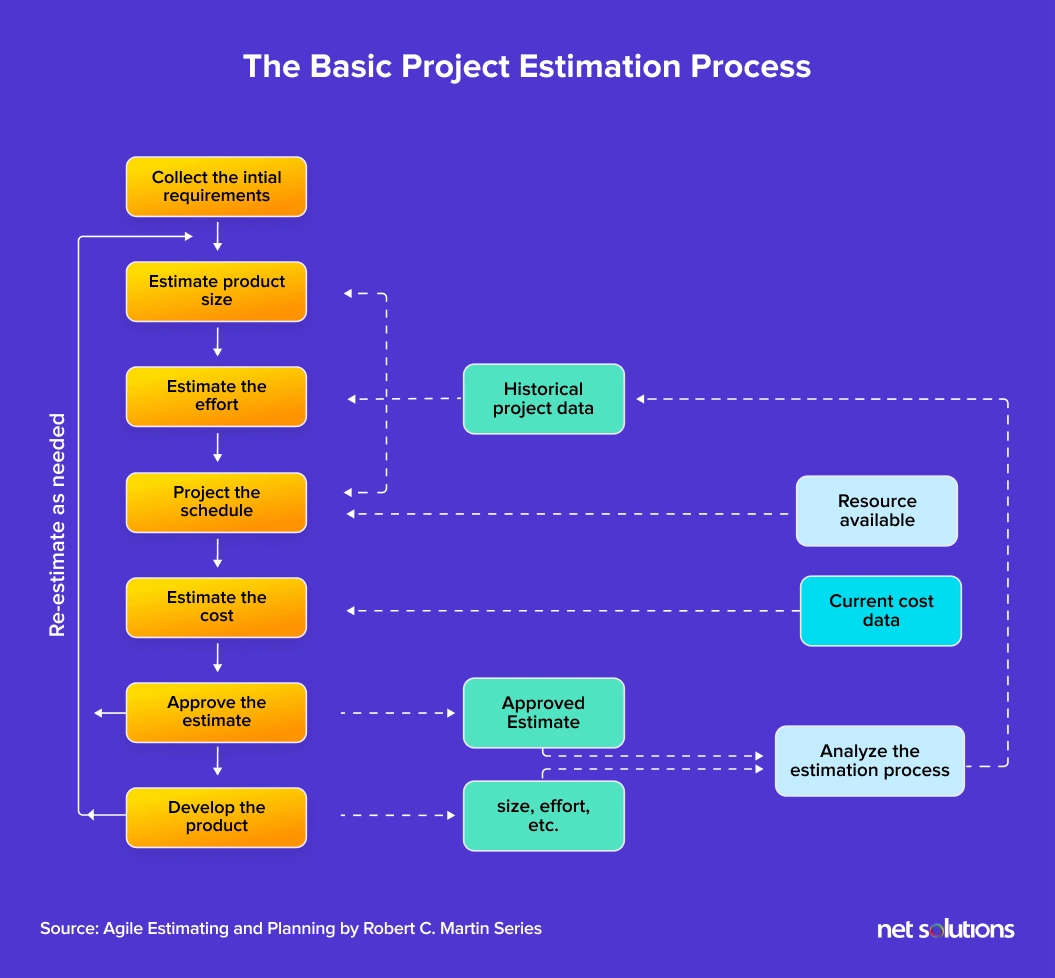 The Basic Project Estimation Process
Collect the intial
requirements
Estimate product
size
Estimate the
effort
Historical
project data
Re-estimate as needed
Project the
schedule
Resource
available
Estimate the
cost
Current cost
data
Approve the
estimate
Approved
Estimate
Analyze the
estimation process
Develop the
product
size, effort,
etc.
Source: Agile Estimating and Planning by Robert C. Martin Series
net solutions